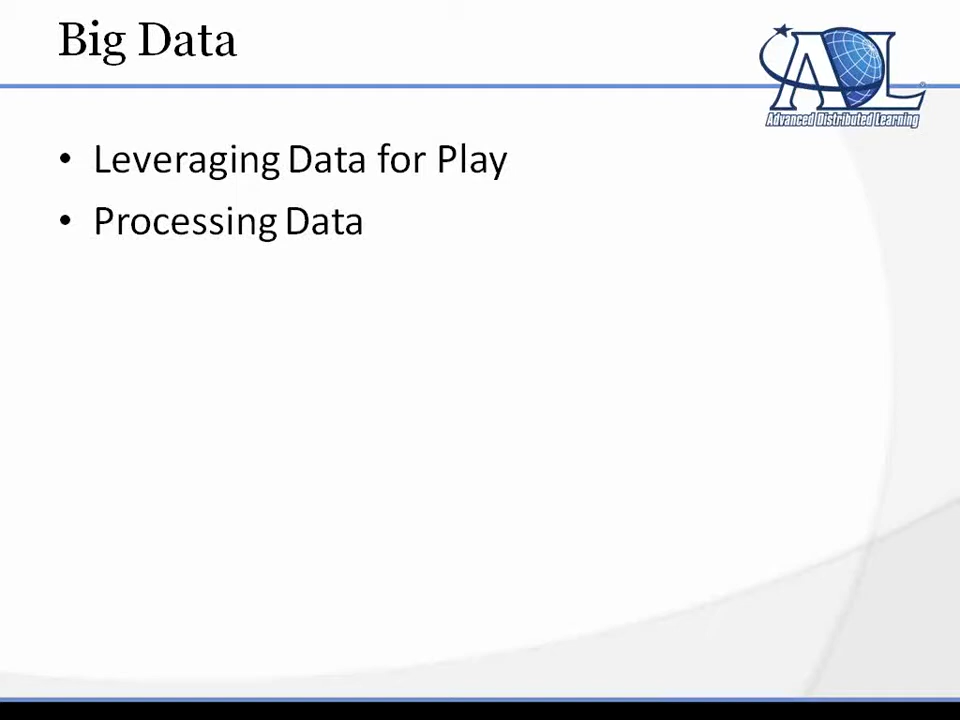 Big Data
ADL
Advanced Distributed Learning
• Leveraging Data for Play
• Processing Data